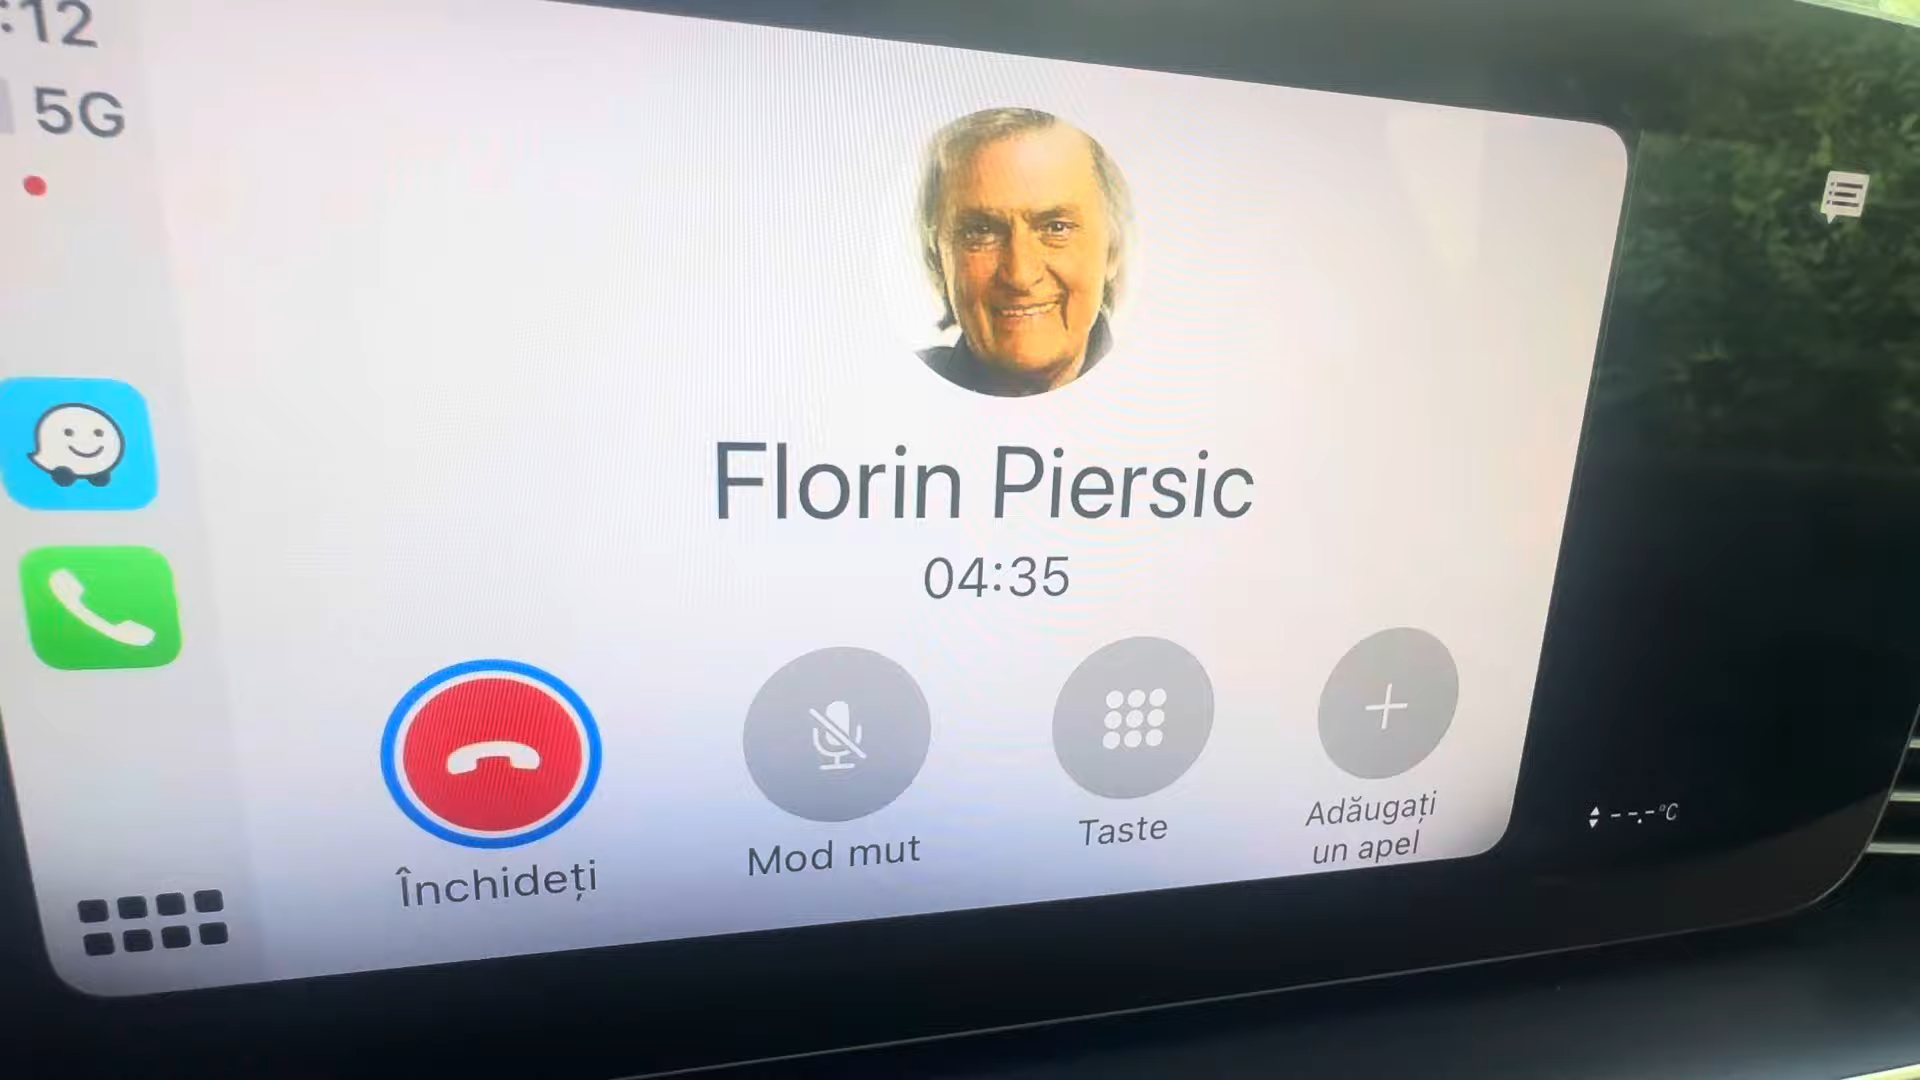 :12
5G
Florin Piersic
04:35
Închideți
Mod mut
Taste
Adăugați
un apel
--.-°C